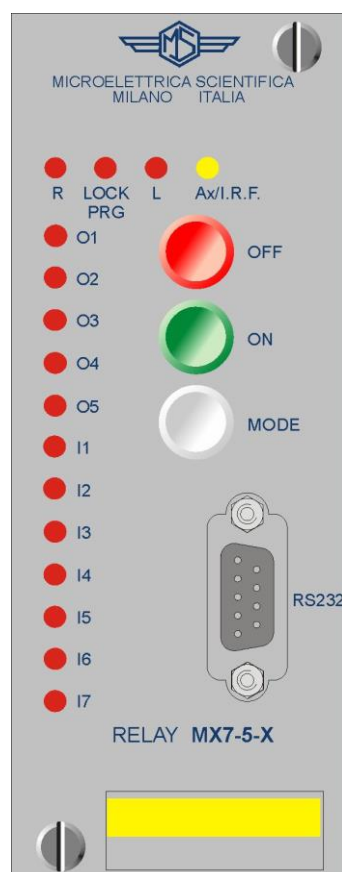 MS
MICROELETTRICA SCIENTIFICA
MILANO ITALIA
R LOCK PRG L Ax/I.R.F.
O1
OFF
O2
O3
ON
O4
O5
MODE
I1
I2
I3
I4
I5
RS232
I6
I7
RELAY MX7-5-X